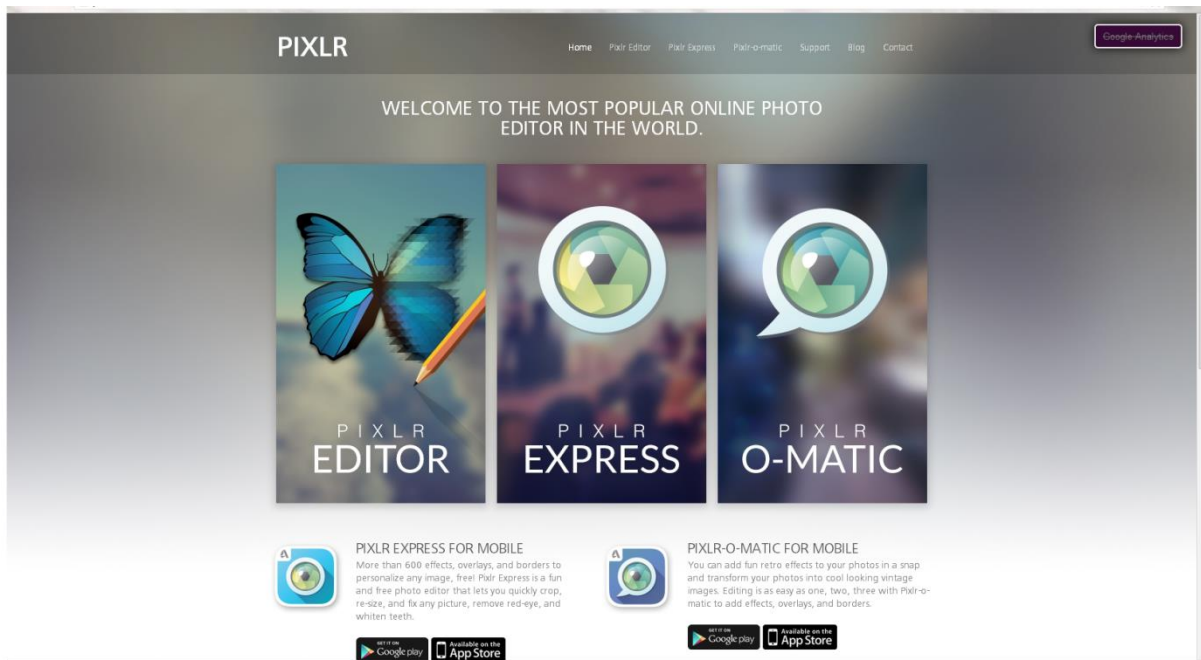 PIXLR
Home Pixlr Editor Pixlr Express Pixlr-o-matic Support Blog Contact
Google Analytics
WELCOME TO THE MOST POPULAR ONLINE PHOTO
EDITOR IN THE WORLD.
PIXLR
EDITOR
PIXLR
EXPRESS
PIXLR
O-MATIC
PIXLR EXPRESS FOR MOBILE
More than 600 effects, overlays, and borders to
personalize any image, free! Pixlr Express is a fun
and free photo editor that lets you quickly crop,
re-size, and fix any picture, remove red-eye, and
whiten teeth.
GET IT ON
Google play
Available on the
App Store
PIXLR-O-MATIC FOR MOBILE
You can add fun retro effects to your photos in a snap
and transform your photos into cool looking vintage
images. Editing is as easy as one, two, three with Pixlr-o-
matic to add effects, overlays, and borders.
GET IT ON
Google play
Available on the
App Store